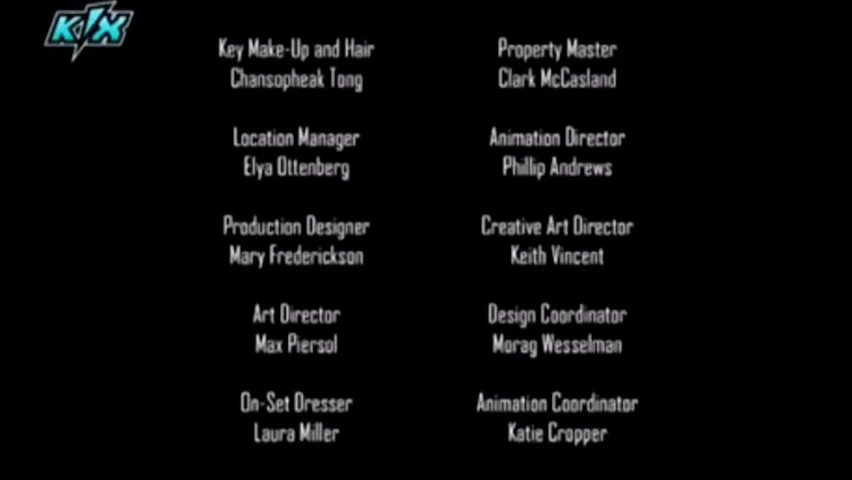 KIX
Key Make-Up and Hair
Chansopheak Tong
Location Manager
Elya Ottenberg
Production Designer
Mary Frederickson
Art Director
Max Piersol
On-Set Dresser
Laura Miller
Property Master
Clark McCasland
Animation Director
Phillip Andrews
Creative Art Director
Keith Vincent
Design Coordinator
Morag Wesselman
Animation Coordinator
Katie Cropper